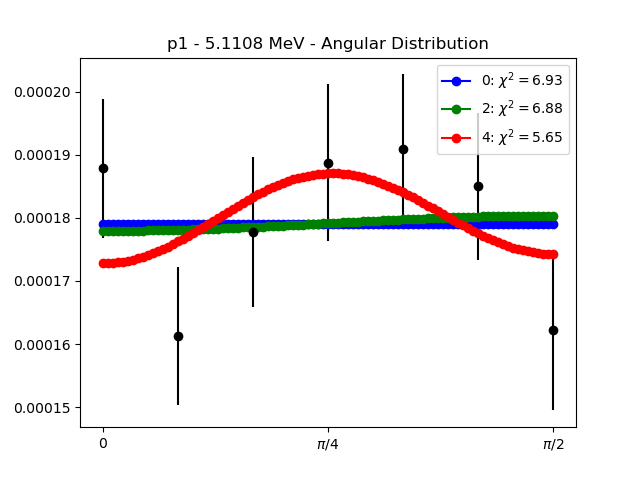 p1 - 5.1108 MeV - Angular Distribution
0.00020
0.00019
0.00018
0.00017
0.00016
0.00015
0: χ² = 6.93
2: χ² = 6.88
4: χ² = 5.65
0
π/4
π/2